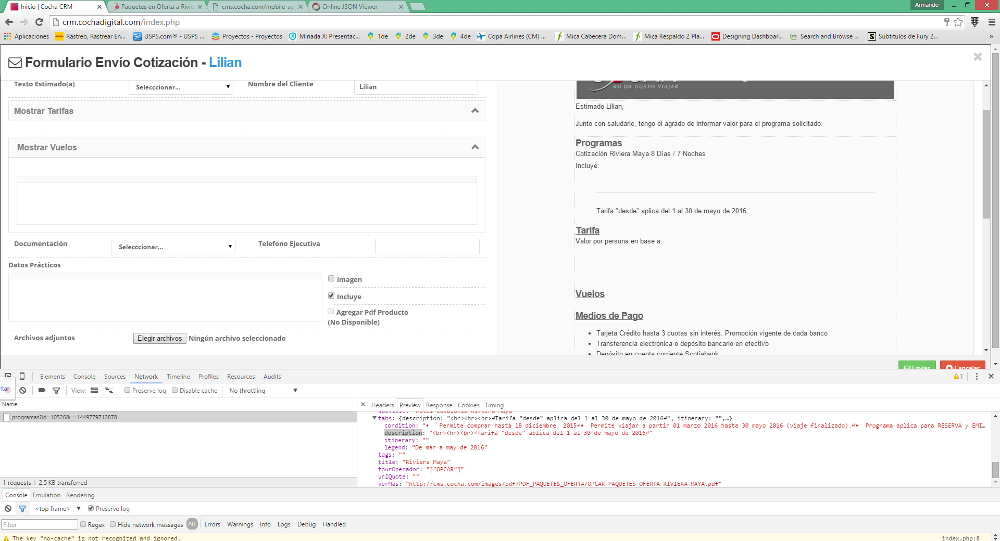 Inicio | Cocha CRM
Paquetes en Oferta a Rivie
cms.cocha.com/mobile-ap
Online JSON Viewer
Armando
crm.cochadigital.com/index.php
Aplicaciones
Rastreo, Rastrear En...
USPS.com® - USPS ...
Proyectos - Proyectos
Miriada X: Presentac...
1de
2de
3de
4de
Copa Airlines (CM) ...
Mica Cabecera Dom...
Mica Respaldo 2 Pla...
Designing Dashboar...
Search and Browse ...
Subtitulos de Fury 2...
»
Formulario Envío Cotización - Lilian
Texto Estimado(a)
Selecccionar...
Nombre del Cliente
Lilian
Mostrar Tarifas
Mostrar Vuelos
Documentación
Selecccionar...
Telefono Ejecutiva
Datos Prácticos
Imagen
Incluye
Agregar Pdf Producto
(No Disponible)
Archivos adjuntos
Elegir archivos
Ningún archivo seleccionado
ASI DA GUSTO VIAJAR
Estimado Lilian,
Junto con saludarle, tengo el agrado de informar valor para el programa solicitado.
Programas
Cotización Riviera Maya 8 Días / 7 Noches
Incluye:
Tarifa "desde" aplica del 1 al 30 de mayo de 2016
Tarifa
Valor por persona en base a:
Vuelos
Medios de Pago
• Tarjeta Crédito hasta 3 cuotas sin interés. Promoción vigente de cada banco
• Transferencia electrónica o depósito bancario en efectivo
• Depósito en cuenta corriente Scotiabank
Enviar
Cancelar
Elements
Console
Sources
Network
Timeline
Profiles
Resources
Audits
1
ltar
View:
Preserve log
Disable cache
No throttling
Name
programas?id=10526&_=1449779712878
1 requests | 2.5 KB transferred
Headers
Preview
Response
Cookies
Timing
subtitle: "Hotel Catalonia Riviera Maya"
tabs: {description: "<br><hr><br>↵Tarifa "desde" aplica del 1 al 30 de mayo de 2016↵", itinerary: "",…}
condition: "•   Permite comprar hasta 18 diciembre  2015↵•  Permite viajar a partir 01 marzo 2016 hasta 30 mayo 2016 (viaje finalizado).↵•  Programa aplica para RESERVA y EMI…
description: "<br><hr><br>↵Tarifa "desde" aplica del 1 al 30 de mayo de 2016↵"
itinerary: ""
legend: "De mar a may de 2016"
tags: ""
title: "Riviera Maya"
tourOperador: "["OPCAR"]"
urlQuote: ""
verMas: "http://cms.cocha.com/images/pdf/PDF_PAQUETES_OFERTA/OPCAR-PAQUETES-OFERTA-RIVIERA-MAYA.pdf"
Console
Emulation
Rendering
<top frame>
Preserve log
Filter
Regex
Hide network messages
All
Errors
Warnings
Info
Logs
Debug
Handled
The key "no-cache" is not recognized and ignored.
index.php:8